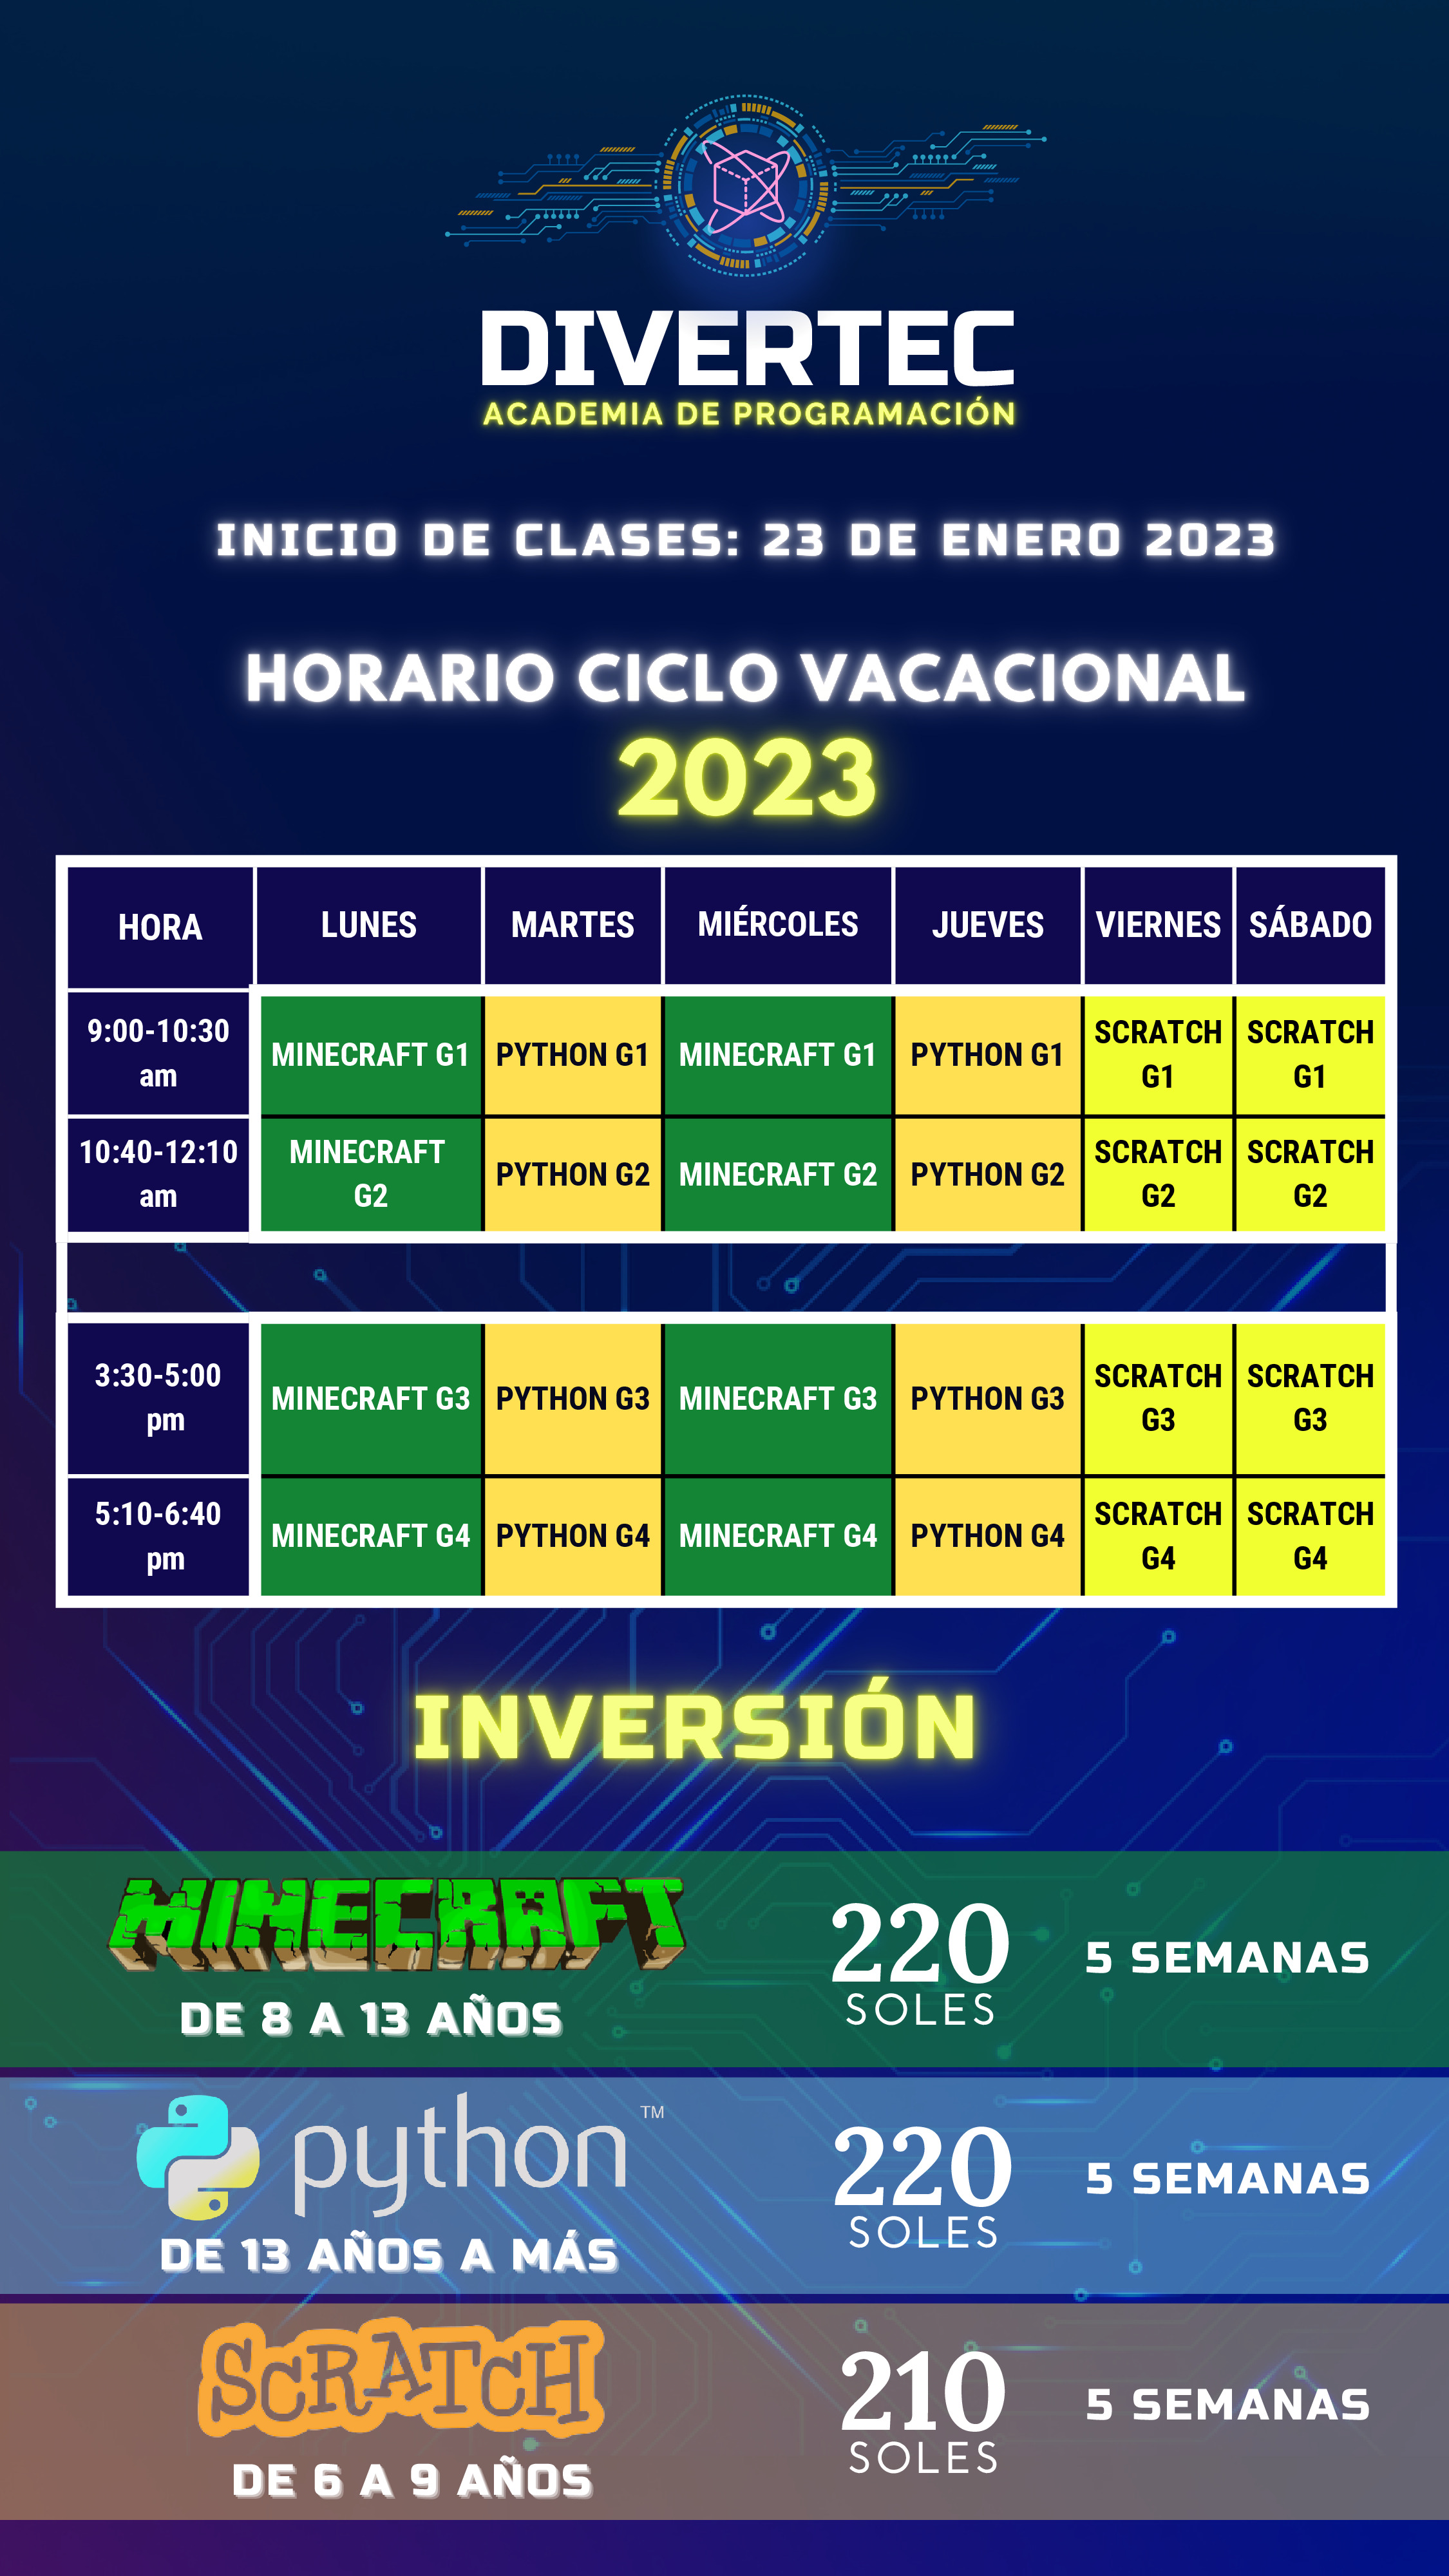 DIVERTEC
ACADEMIA DE PROGRAMACIÓN
INICIO DE CLASES: 23 DE ENERO 2023
HORARIO CICLO VACACIONAL
2023
HORA LUNES MARTES MIÉRCOLES JUEVES VIERNES SÁBADO
9:00-10:30 am MINECRAFT G1 PYTHON G1 MINECRAFT G1 PYTHON G1 SCRATCH G1 SCRATCH G1
10:40-12:10 am MINECRAFT G2 PYTHON G2 MINECRAFT G2 PYTHON G2 SCRATCH G2 SCRATCH G2
3:30-5:00 pm MINECRAFT G3 PYTHON G3 MINECRAFT G3 PYTHON G3 SCRATCH G3 SCRATCH G3
5:10-6:40 pm MINECRAFT G4 PYTHON G4 MINECRAFT G4 PYTHON G4 SCRATCH G4 SCRATCH G4
INVERSIÓN
MINECRAFT
DE 8 A 13 AÑOS
220
SOLES
5 SEMANAS
python™
DE 13 AÑOS A MÁS
220
SOLES
5 SEMANAS
SCRATCH
DE 6 A 9 AÑOS
210
SOLES
5 SEMANAS